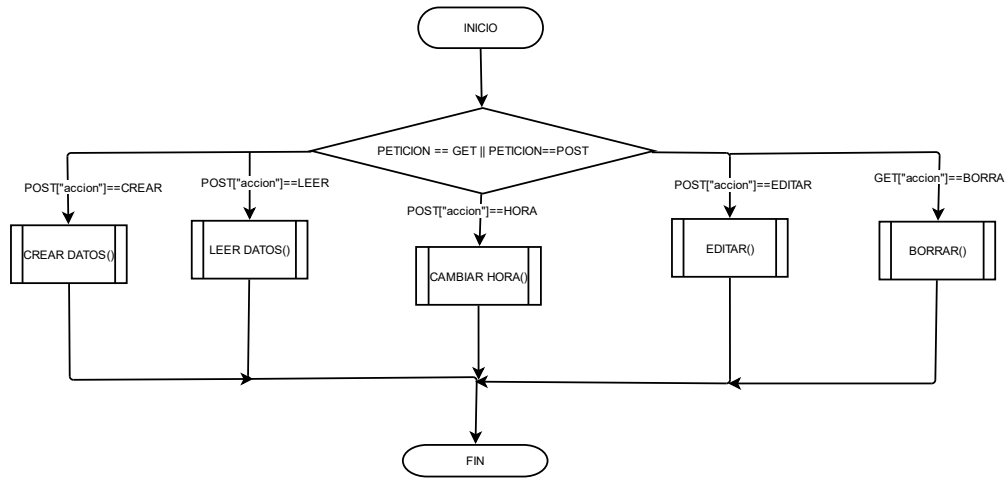 INICIO
PETICION == GET || PETICION==POST
POST["accion"]==CREAR
POST["accion"]==LEER
POST["accion"]==HORA
POST["accion"]==EDITAR
GET["accion"]==BORRA
CREAR DATOS()
LEER DATOS()
CAMBIAR HORA()
EDITAR()
BORRAR()
FIN